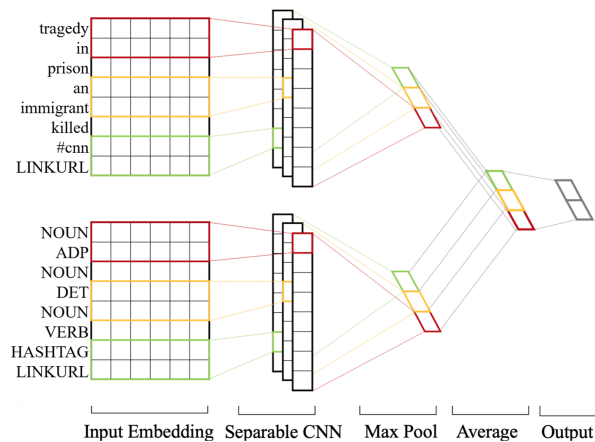 tragedy
in
prison
an
immigrant
killed
#cnn
LINKURL
NOUN
ADP
NOUN
DET
NOUN
VERB
HASHTAG
LINKURL
Input Embedding Separable CNN Max Pool Average Output